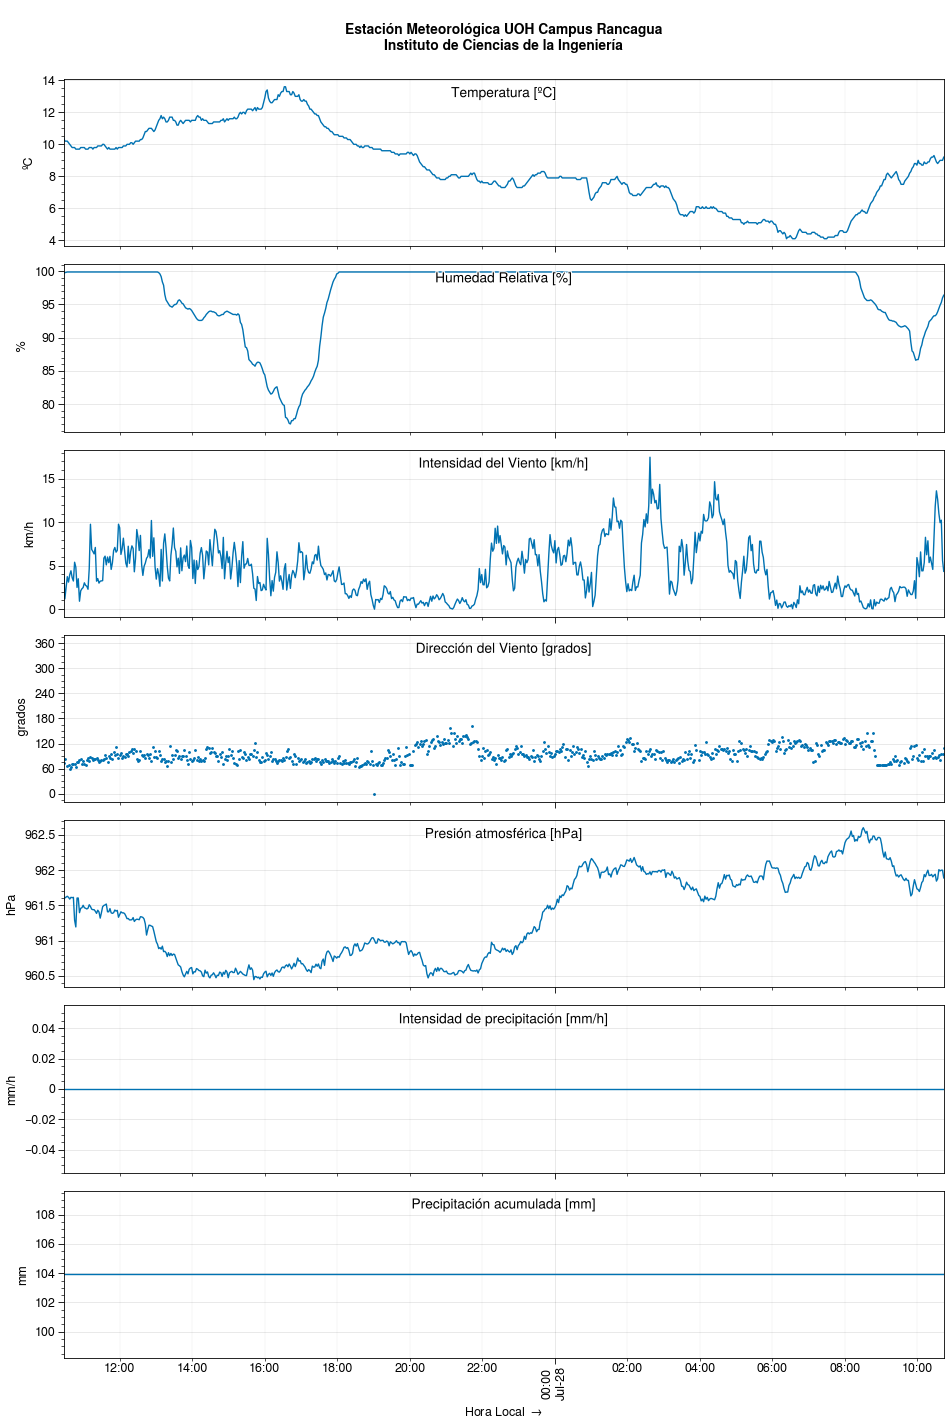 Estación Meteorológica UOH Campus Rancagua
Instituto de Ciencias de la Ingeniería
Temperatura [ºC]
14
12
10
8
6
4
ºC
Humedad Relativa [%]
100
95
90
85
80
%
Intensidad del Viento [km/h]
15
10
5
0
km/h
Dirección del Viento [grados]
360
300
240
180
120
60
0
grados
Presión atmosférica [hPa]
962.5
962
961.5
961
960.5
hPa
Intensidad de precipitación [mm/h]
0.04
0.02
0
−0.02
−0.04
mm/h
Precipitación acumulada [mm]
108
106
104
102
100
mm
12:00 14:00 16:00 18:00 20:00 22:00 00:00 02:00 04:00 06:00 08:00 10:00
Jul-28
Hora Local →